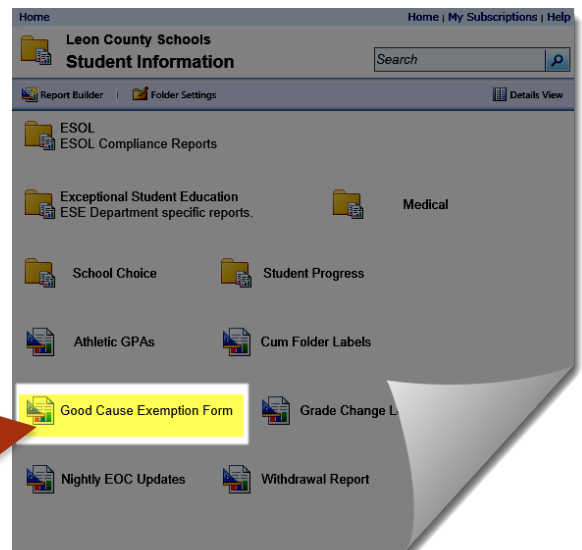 Home Home | My Subscriptions | Help
Leon County Schools
Student Information
Search
Report Builder | Folder Settings Details View
ESOL
ESOL Compliance Reports
Exceptional Student Education
ESE Department specific reports.
Medical
School Choice Student Progress
Athletic GPAs Cum Folder Labels
Good Cause Exemption Form Grade Change
Nightly EOC Updates Withdrawal Report